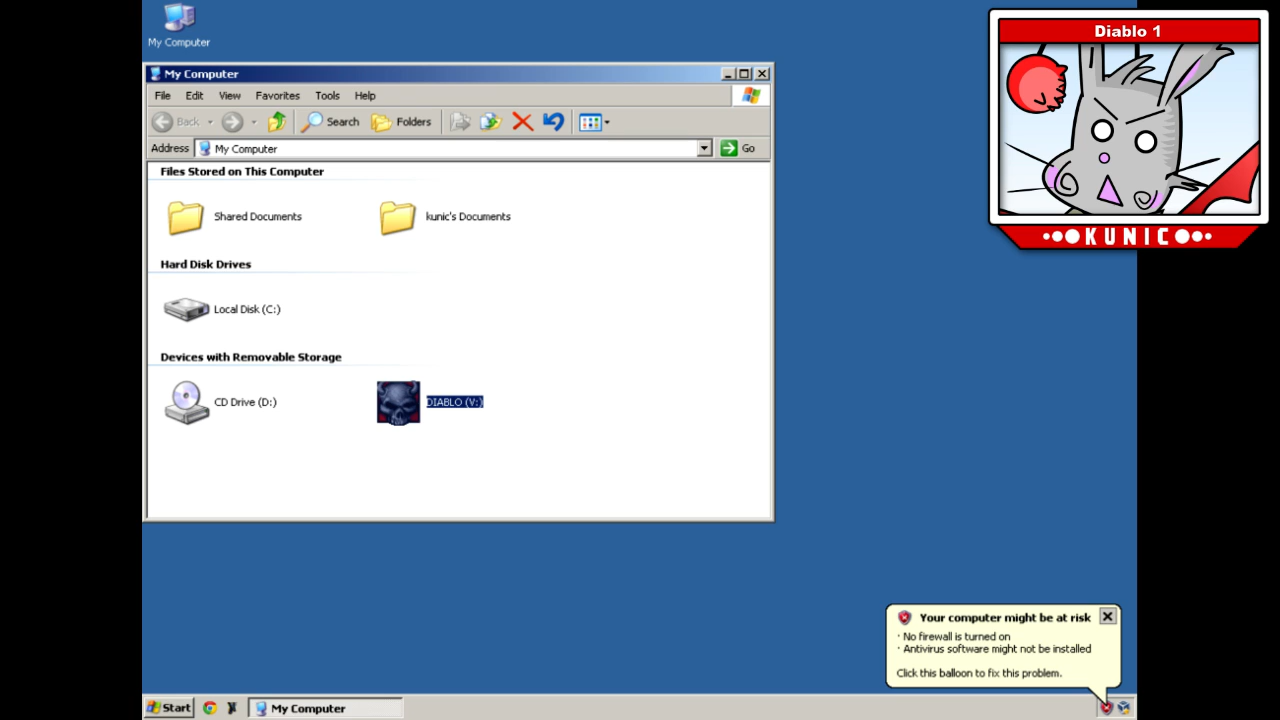 My Computer
Diablo 1
KUNIC
My Computer
File Edit View Favorites Tools Help
Back Search Folders
Address My Computer Go
Files Stored on This Computer
Shared Documents kunic's Documents
Hard Disk Drives
Local Disk (C:)
Devices with Removable Storage
CD Drive (D:) DIABLO (V:)
Your computer might be at risk
· No firewall is turned on
· Antivirus software might not be installed
Click this balloon to fix this problem.
Start My Computer